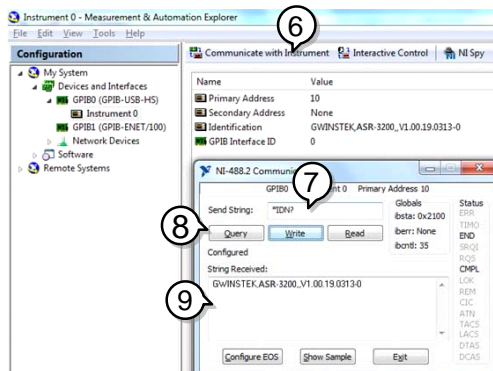 Instrument 0 - Measurement & Automation Explorer
6
File Edit View Tools Help
Configuration
Communicate with Instrument Interactive Control NI Spy
My System
Devices and Interfaces
GPIB0 (GPIB-USB-HS)
Instrument 0
GPIB1 (GPIB-ENET/100)
Network Devices
Software
Remote Systems
Name Value
Primary Address 10
Secondary Address None
Identification GWINSTEK,ASR-3200,,V1.00.19.0313-0
GPIB Interface ID 0
NI-488.2
7
GPIB0 0 Primary Address 10
Send String: *IDN?
8
Query Write Read
Configured
String Received:
GWINSTEK,ASR-3200,,V1.00.19.0313-0
9
Configure EOS Show Sample Exit
Globals
ibsta: 0x2100
iberr: None
ibcntl: 35
Status
ERR
TIMO
END
SRQI
RQS
CMPL
LOK
REM
CIC
ATN
TACS
LACS
DTAS
DCAS